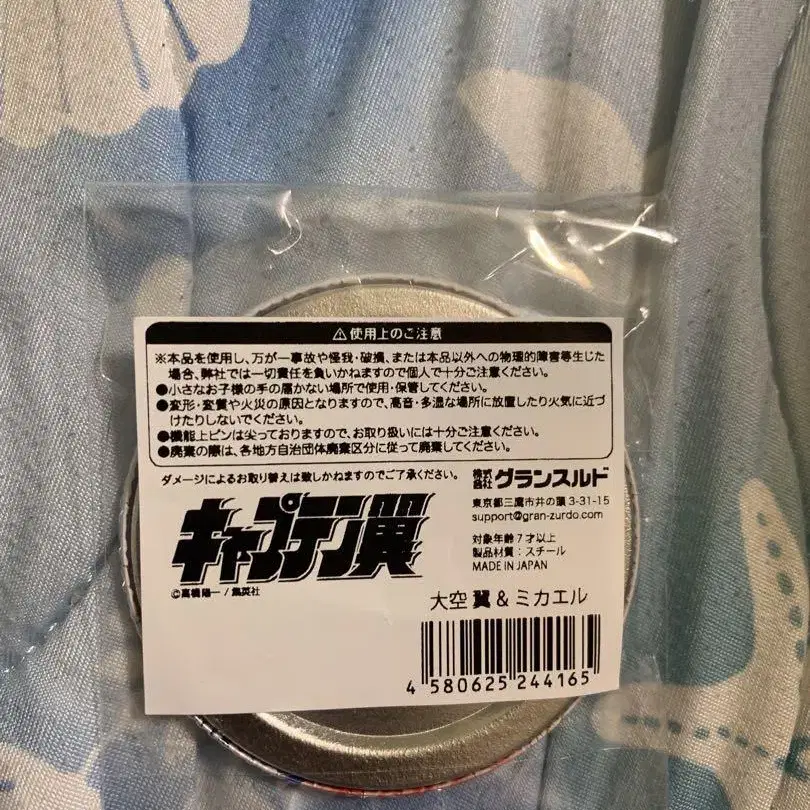 ⚠使用上のご注意
※本品を使用し、万が一事故や怪我・破損、または本品以外への物理的障害等生じた
場合、弊社では一切責任を負いかねますので個人で十分ご注意ください。
●小さなお子様の手の届かない場所で使用・保管してください。
●変形・変質や火災の原因となりますので、高音・多湿な場所に放置したり火気に近づ
けたりしないでください。
●機能上ピンは尖っておりますので、お取り扱いには十分ご注意ください。
●廃棄の際は、各地方自治団体廃棄区分に従って廃棄してください。
ダメージによるお取り替えは致しかねますのでご了承ください。
株式会社グランスルド
東京都三鷹市井の頭 3-31-15
support@gran-zurdo.com
キャプテン翼
©高橋陽一 / 集英社
対象年齢 7 才以上
製品材質:スチール
MADE IN JAPAN
大空 翼 & ミカエル
4 580625 244165